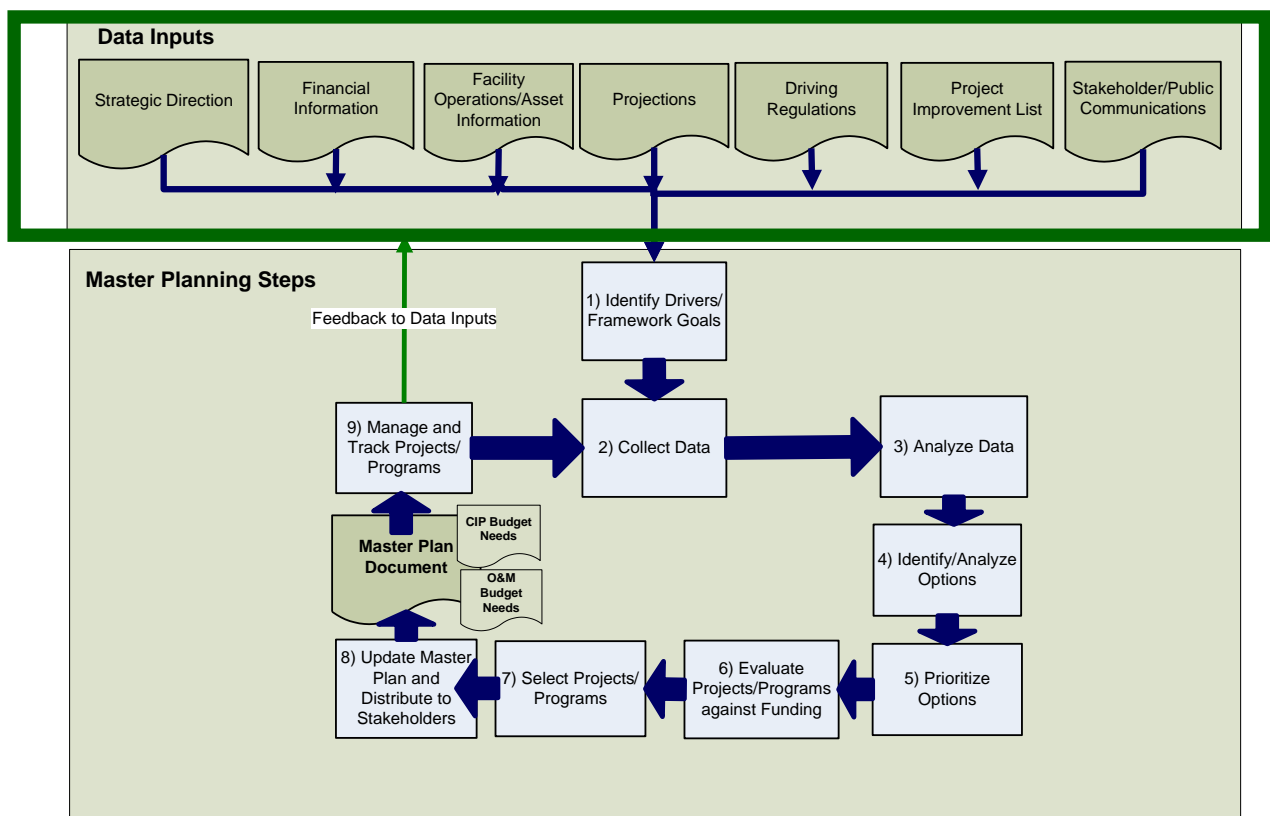 Data Inputs
Strategic Direction
Financial
Information
Facility
Operations/Asset
Information
Projections
Driving
Regulations
Project
Improvement List
Stakeholder/Public
Communications
Master Planning Steps
Feedback to Data Inputs
1) Identify Drivers/
Framework Goals
9) Manage and
Track Projects/
Programs
2) Collect Data
3) Analyze Data
CIP Budget
Needs
Master Plan
Document
O&M
Budget
Needs
4) Identify/Analyze
Options
8) Update Master
Plan and
Distribute to
Stakeholders
7) Select Projects/
Programs
6) Evaluate
Projects/Programs
against Funding
5) Prioritize
Options